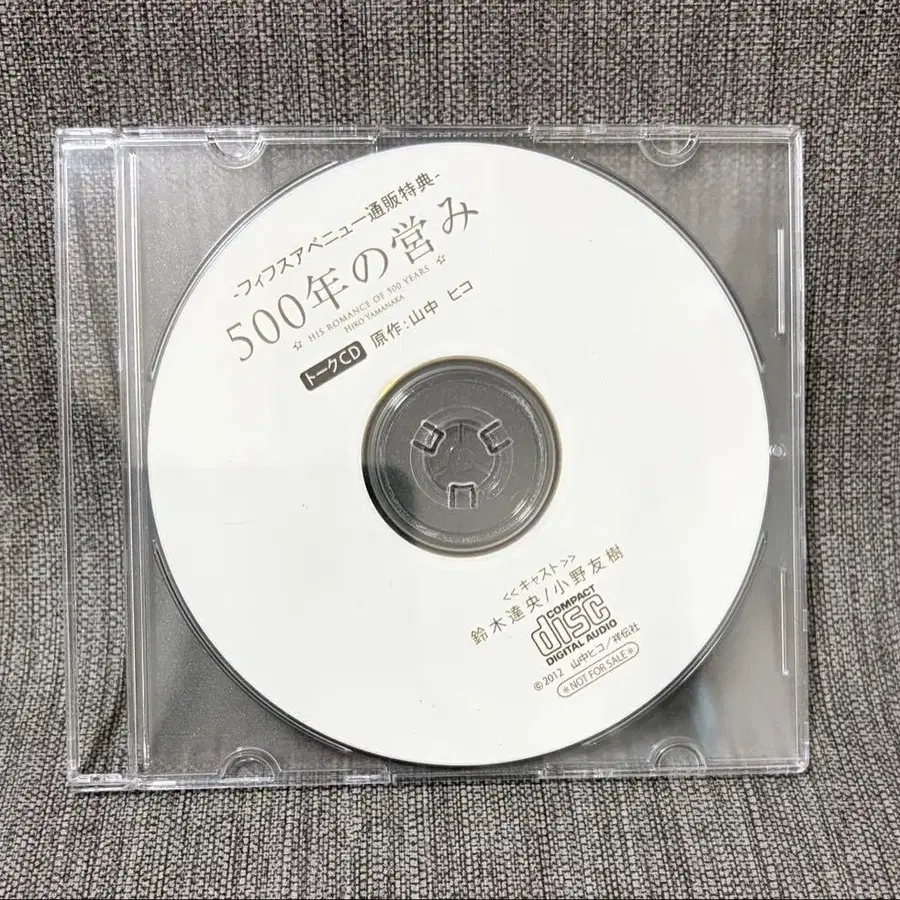 -フィフスアベニュー通販特典-
500年の営み
☆ HIS ROMANCE OF 500 YEARS ☆
HIKO YAMANAKA
トークCD 原作:山中 ヒコ
<<キャスト>>
鈴木達央/小野友樹
COMPACT
disc
DIGITAL AUDIO
©2012 山中ヒコ/祥伝社
*NOT FOR SALE*